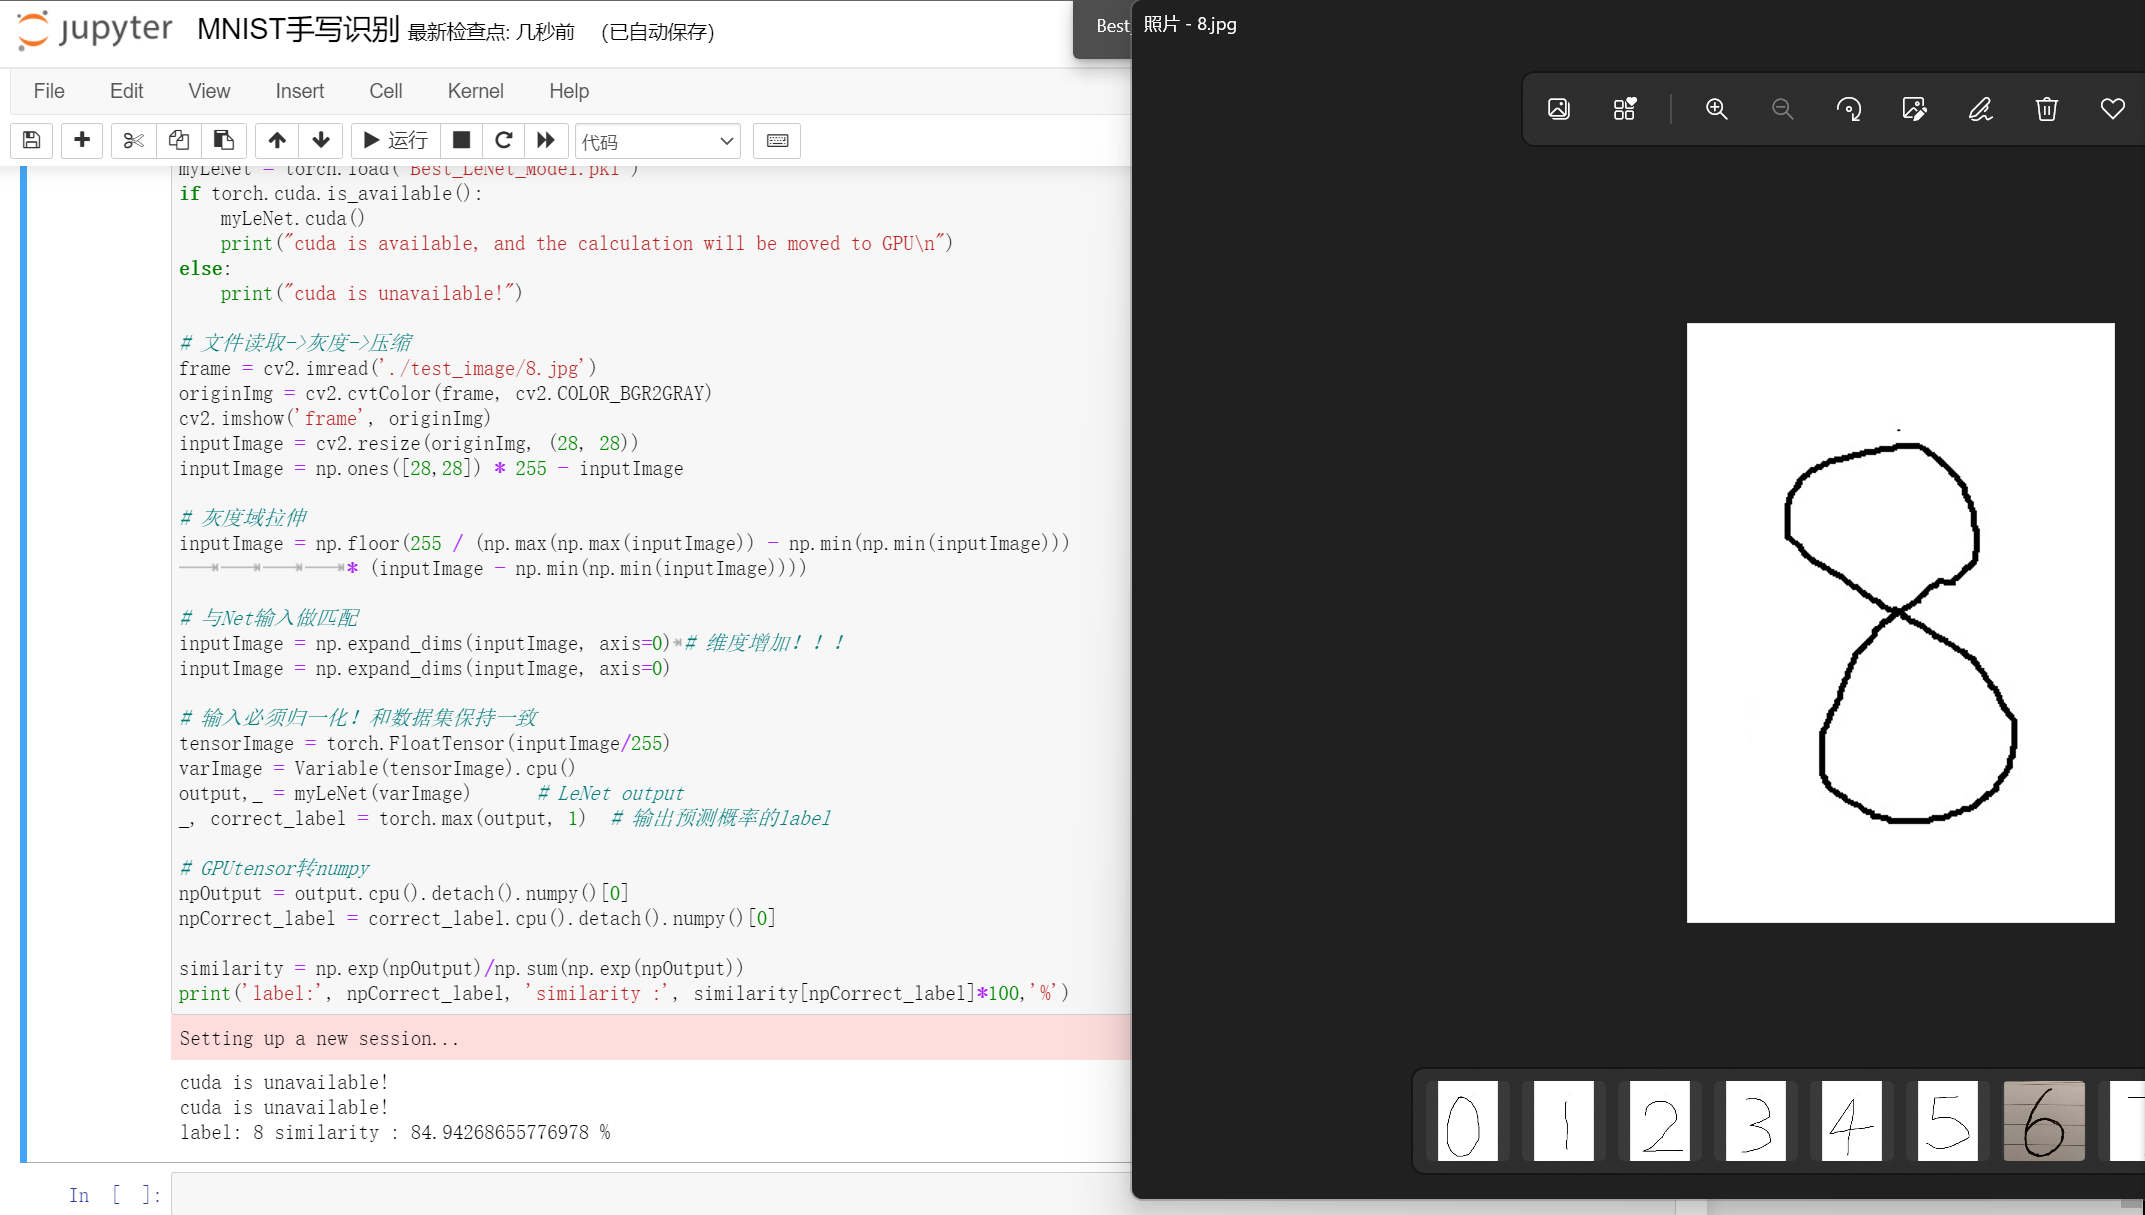 jupyter MNIST手写识别 最新检查点: 几秒前 (已自动保存)
File Edit View Insert Cell Kernel Help
运行 代码
myLeNet = torch.load('Best_LeNet_Model.pkl')
if torch.cuda.is_available():
    myLeNet.cuda()
    print("cuda is available, and the calculation will be moved to GPU\n")
else:
    print("cuda is unavailable!")
# 文件读取->灰度->压缩
frame = cv2.imread('./test_image/8.jpg')
originImg = cv2.cvtColor(frame, cv2.COLOR_BGR2GRAY)
cv2.imshow('frame', originImg)
inputImage = cv2.resize(originImg, (28, 28))
inputImage = np.ones([28,28]) * 255 - inputImage
# 灰度域拉伸
inputImage = np.floor(255 / (np.max(np.max(inputImage)) - np.min(np.min(inputImage)))
* (inputImage - np.min(np.min(inputImage))))
# 与Net输入做匹配
inputImage = np.expand_dims(inputImage, axis=0) # 维度增加！！！
inputImage = np.expand_dims(inputImage, axis=0)
# 输入必须归一化！和数据集保持一致
tensorImage = torch.FloatTensor(inputImage/255)
varImage = Variable(tensorImage).cpu()
output,_ = myLeNet(varImage) # LeNet output
_, correct_label = torch.max(output, 1) # 输出预测概率的label
# GPUtensor转numpy
npOutput = output.cpu().detach().numpy()[0]
npCorrect_label = correct_label.cpu().detach().numpy()[0]
similarity = np.exp(npOutput)/np.sum(np.exp(npOutput))
print('label:', npCorrect_label, 'similarity :', similarity[npCorrect_label]*100,'%')
Setting up a new session...
cuda is unavailable!
cuda is unavailable!
label: 8 similarity : 84.94268655776978 %
In [ ]:
Best
照片 - 8.jpg
8
0 1 2 3 4 5 6